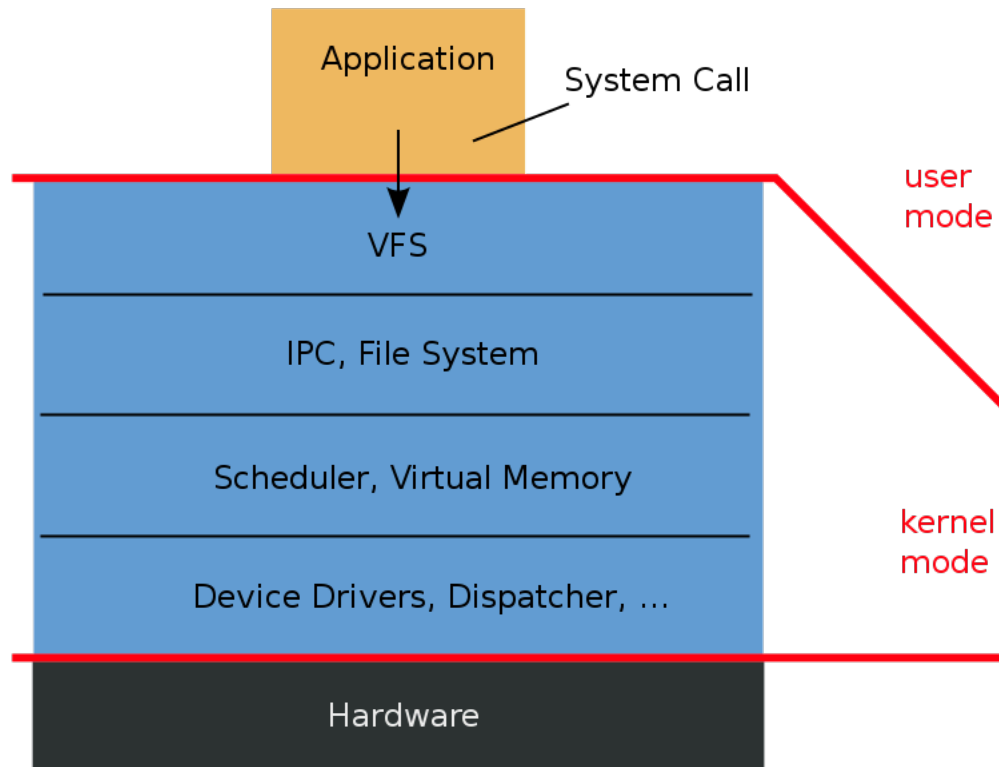 Application
System Call
user
mode
VFS
IPC, File System
Scheduler, Virtual Memory
kernel
mode
Device Drivers, Dispatcher, ...
Hardware